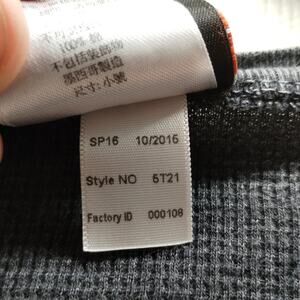 100% 棉
不包括裝飾物
墨西哥製造
尺寸: 小號
SP16 10/2015
Style NO 5T21
Factory ID 000108